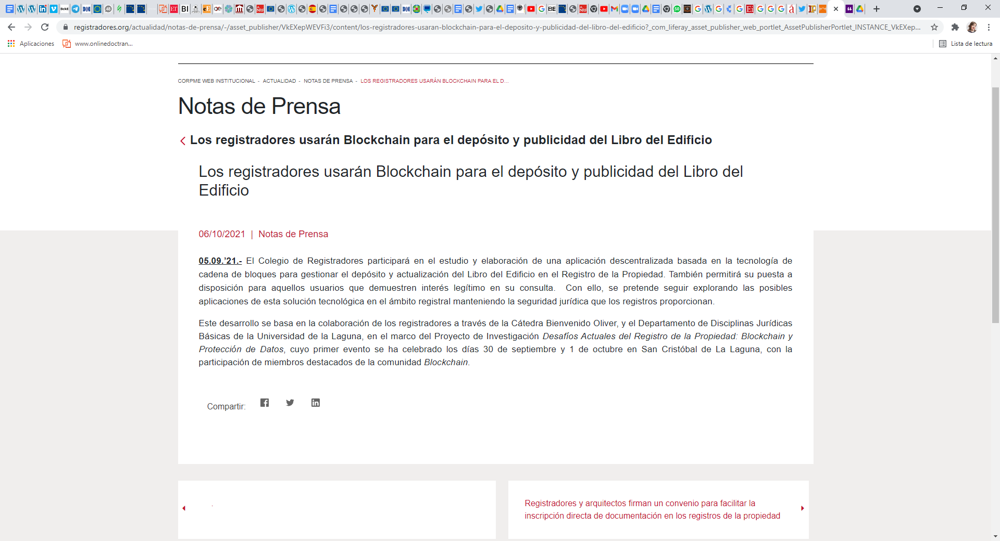 registradores.org/actualidad/notas-de-prensa/-/asset_publisher/VkEXepWEVFi3/content/los-registradores-usaran-blockchain-para-el-deposito-y-publicidad-del-libro-del-edificio?_com_liferay_asset_publisher_web_portlet_AssetPublisherPortlet_INSTANCE_VkEXep...
Aplicaciones www.onlinedoctran... Lista de lectura
CORPME WEB INSTITUCIONAL - ACTUALIDAD - NOTAS DE PRENSA - LOS REGISTRADORES USARÁN BLOCKCHAIN PARA EL D...
Notas de Prensa
Los registradores usarán Blockchain para el depósito y publicidad del Libro del Edificio
Los registradores usarán Blockchain para el depósito y publicidad del Libro del
Edificio
06/10/2021 | Notas de Prensa
05.09.'21.- El Colegio de Registradores participará en el estudio y elaboración de una aplicación descentralizada basada en la tecnología de
cadena de bloques para gestionar el depósito y actualización del Libro del Edificio en el Registro de la Propiedad. También permitirá su puesta a
disposición para aquellos usuarios que demuestren interés legítimo en su consulta. Con ello, se pretende seguir explorando las posibles
aplicaciones de esta solución tecnológica en el ámbito registral manteniendo la seguridad jurídica que los registros proporcionan.
Este desarrollo se basa en la colaboración de los registradores a través de la Cátedra Bienvenido Oliver, y el Departamento de Disciplinas Jurídicas
Básicas de la Universidad de la Laguna, en el marco del Proyecto de Investigación Desafíos Actuales del Registro de la Propiedad: Blockchain y
Protección de Datos, cuyo primer evento se ha celebrado los días 30 de septiembre y 1 de octubre en San Cristóbal de La Laguna, con la
participación de miembros destacados de la comunidad Blockchain.
Compartir:
.
Registradores y arquitectos firman un convenio para facilitar la
inscripción directa de documentación en los registros de la propiedad